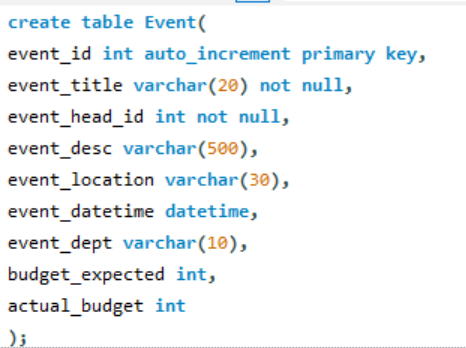 create table Event(
event_id int auto_increment primary key,
event_title varchar(20) not null,
event_head_id int not null,
event_desc varchar(500),
event_location varchar(30),
event_datetime datetime,
event_dept varchar(10),
budget_expected int,
actual_budget int
);